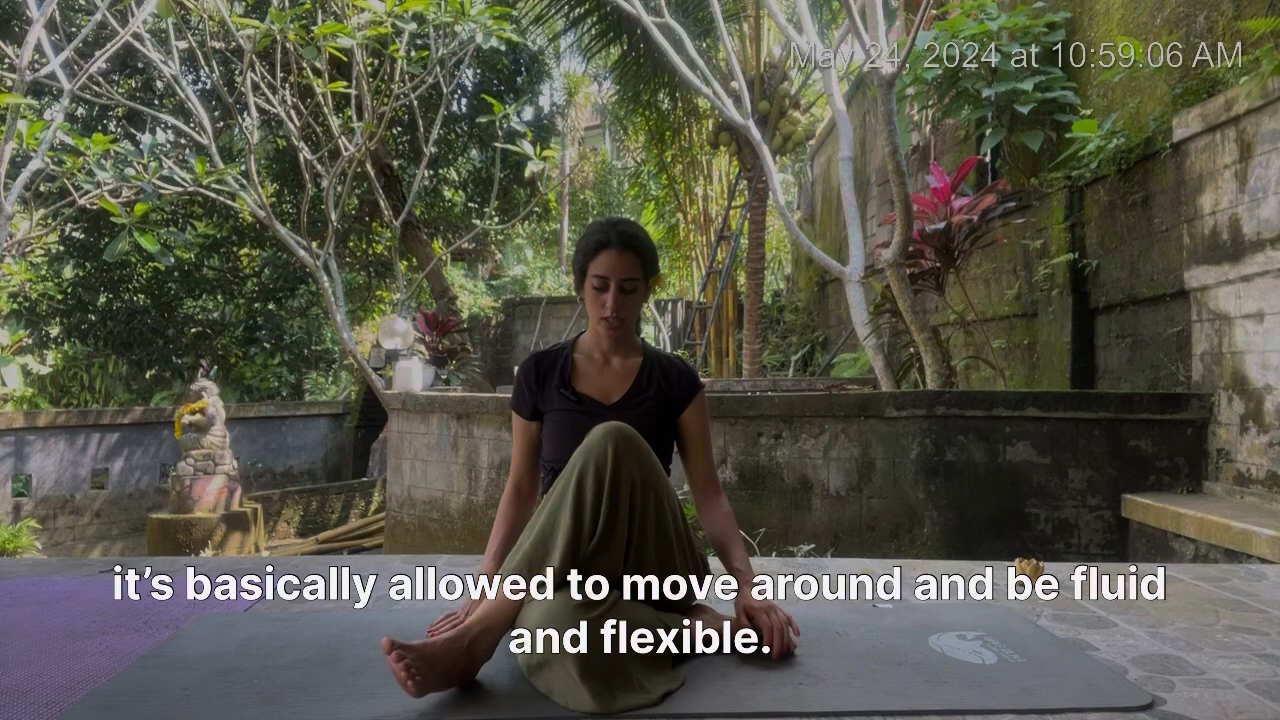 May 24, 2024 at 10:59:06 AM
it’s basically allowed to move around and be fluid
and flexible.